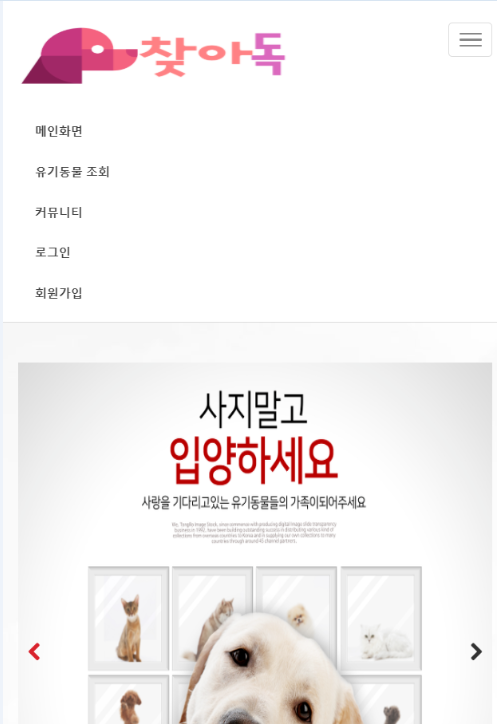 찾아독
메인화면
유기동물 조회
커뮤니티
로그인
회원가입
사지말고
입양하세요
사랑을 기다리고있는 유기동물들의 가족이되어주세요